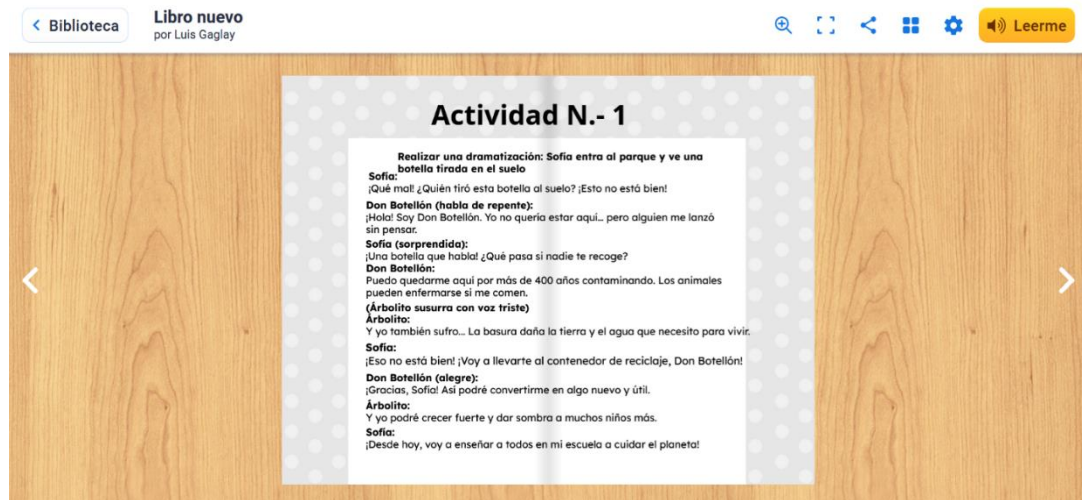 Biblioteca
Libro nuevo
por Luis Gaglay
Leerme
Actividad N.- 1
Realizar una dramatización: Sofía entra al parque y ve una
botella tirada en el suelo
Sofía:
¡Qué mal! ¿Quién tiró esta botella al suelo? ¡Esto no está bien!
Don Botellón (habla de repente):
¡Hola! Soy Don Botellón. Yo no quería estar aquí... pero alguien me lanzó
sin pensar.
Sofía (sorprendida):
¡Una botella que habla! ¿Qué pasa si nadie te recoge?
Don Botellón:
Puedo quedarme aquí por más de 400 años contaminando. Los animales
pueden enfermarse si me comen.
(Árbolito susurra con voz triste)
Árbolito:
Y yo también sufro... La basura daña la tierra y el agua que necesito para vivir.
Sofía:
¡Eso no está bien! ¡Voy a llevarte al contenedor de reciclaje, Don Botellón!
Don Botellón (alegre):
¡Gracias, Sofía! Así podré convertirme en algo nuevo y útil.
Árbolito:
Y yo podré crecer fuerte y dar sombra a muchos niños más.
Sofía:
¡Desde hoy, voy a enseñar a todos en mi escuela a cuidar el planeta!